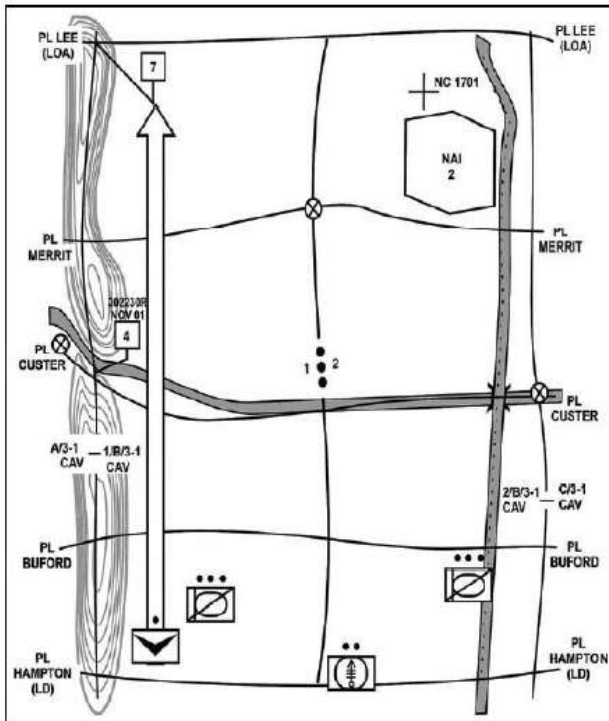 PL LEE
(LOA)
PL LEE
(LOA)
7
NC 1701
NAI
2
PL
MERRIT
PL
MERRIT
302230R
NOV 01
4
1 2
PL
CUSTER
PL
CUSTER
A/3-1
CAV
1/B/3-1
CAV
2/B/3-1
CAV
C/3-1
CAV
PL
BUFORD
PL
BUFORD
PL
HAMPTON
(LD)
PL
HAMPTON
(LD)